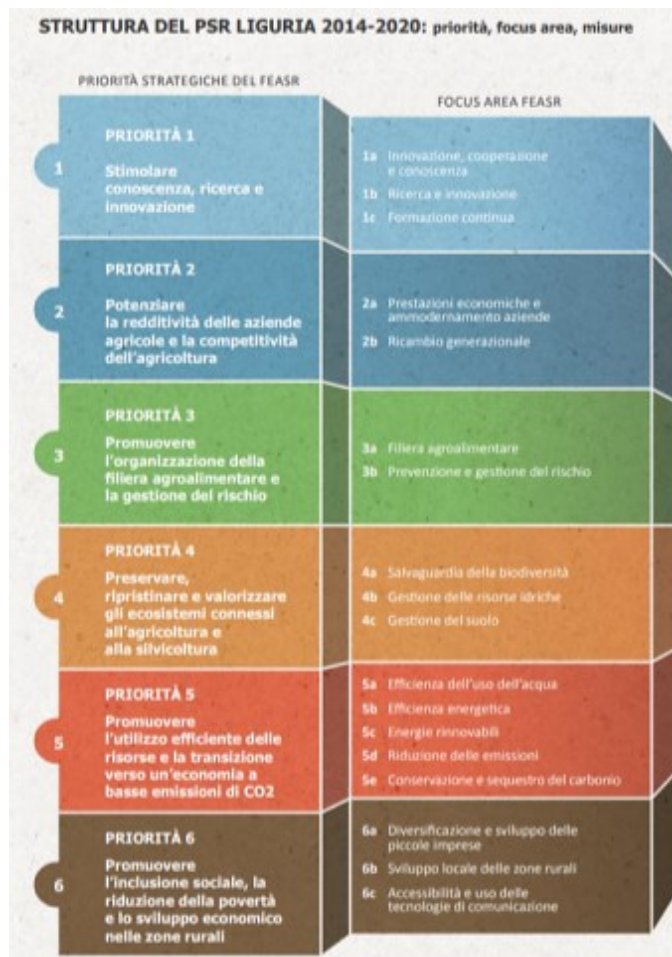 STRUTTURA DEL PSR LIGURIA 2014-2020: priorità, focus area, misure
PRIORITÀ STRATEGICHE DEL FEASR
FOCUS AREA FEASR
1
PRIORITÀ 1
Stimolare
conoscenza, ricerca e
innovazione
1a Innovazione, cooperazione
e conoscenza
1b Ricerca e innovazione
1c Formazione continua
2
PRIORITÀ 2
Potenziare
la redditività delle aziende
agricole e la competitività
dell'agricoltura
2a Prestazioni economiche e
ammodernamento aziende
2b Ricambio generazionale
3
PRIORITÀ 3
Promuovere
l'organizzazione della
filiera agroalimentare e
la gestione del rischio
3a Filiera agroalimentare
3b Prevenzione e gestione del rischio
4
PRIORITÀ 4
Preservare,
ripristinare e valorizzare
gli ecosistemi connessi
all'agricoltura e
alla silvicoltura
4a Salvaguardia della biodiversità
4b Gestione delle risorse idriche
4c Gestione del suolo
5
PRIORITÀ 5
Promuovere
l'utilizzo efficiente delle
risorse e la transizione
verso un'economia a
basse emissioni di CO2
5a Efficienza dell'uso dell'acqua
5b Efficienza energetica
5c Energie rinnovabili
5d Riduzione delle emissioni
5e Conservazione e sequestro del carbonio
6
PRIORITÀ 6
Promuovere
l'inclusione sociale, la
riduzione della povertà
e lo sviluppo economico
nelle zone rurali
6a Diversificazione e sviluppo delle
piccole imprese
6b Sviluppo locale delle zone rurali
6c Accessibilità e uso delle
tecnologie di comunicazione